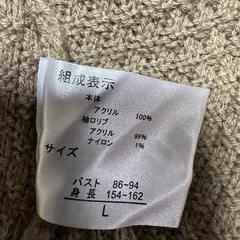 組成表示
本体
アクリル 100%
袖口リブ
アクリル 99%
ナイロン 1%
サイズ
バスト 86~94
身長 154~162
L